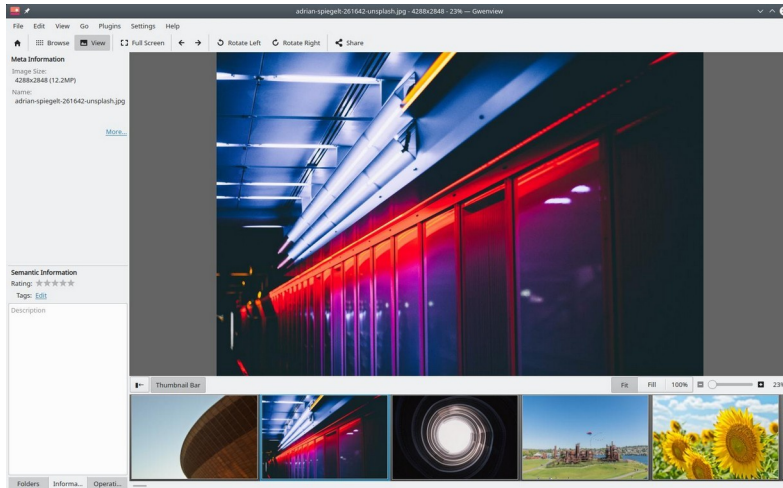 adrian-spiegelt-261642-unsplash.jpg - 4288x2848 - 23% — Gwenview
File Edit View Go Plugins Settings Help
Browse View Full Screen Rotate Left Rotate Right Share
Meta Information
Image Size:
4288x2848 (12.2MP)
Name:
adrian-spiegelt-261642-unsplash.jpg
More...
Semantic Information
Rating:
Tags: Edit
Description
Thumbnail Bar Fit Fill 100% 23%
Folders Informa... Operati...